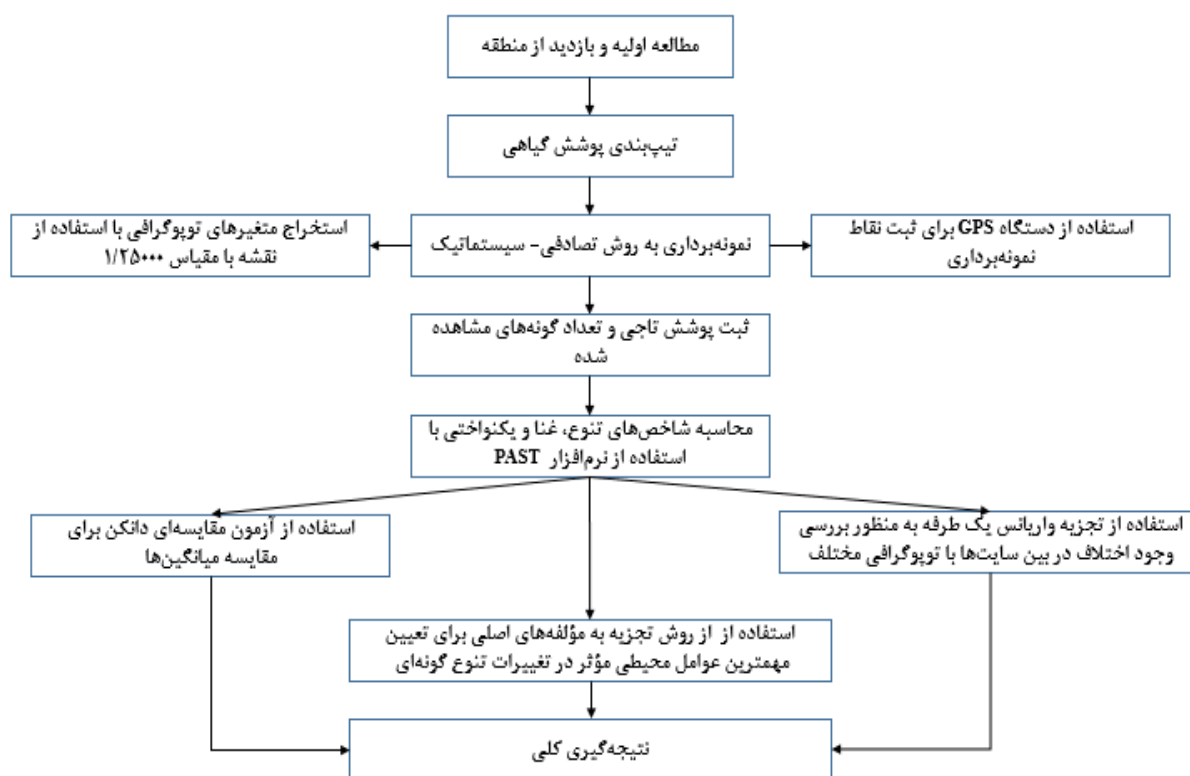 مطالعه اولیه و بازدید از منطقه
تیپ‌بندی پوشش گیاهی
استفاده از دستگاه GPS برای ثبت نقاط
نمونه‌برداری
نمونه‌برداری به روش تصادفی- سیستماتیک
استخراج متغیرهای توپوگرافی با استفاده از
نقشه با مقیاس ۱/۲۵۰۰۰
ثبت پوشش تاجی و تعداد گونه‌های مشاهده
شده
محاسبه شاخص‌های تنوع، غنا و یکنواختی با
استفاده از نرم‌افزار PAST
استفاده از تجزیه واریانس یک طرفه به منظور بررسی
وجود اختلاف در بین سایت‌ها با توپوگرافی مختلف
استفاده از آزمون مقایسه‌ای دانکن برای
مقایسه میانگین‌ها
استفاده از از روش تجزیه به مؤلفه‌های اصلی برای تعیین
مهمترین عوامل محیطی مؤثر در تغییرات تنوع گونه‌ای
نتیجه‌گیری کلی